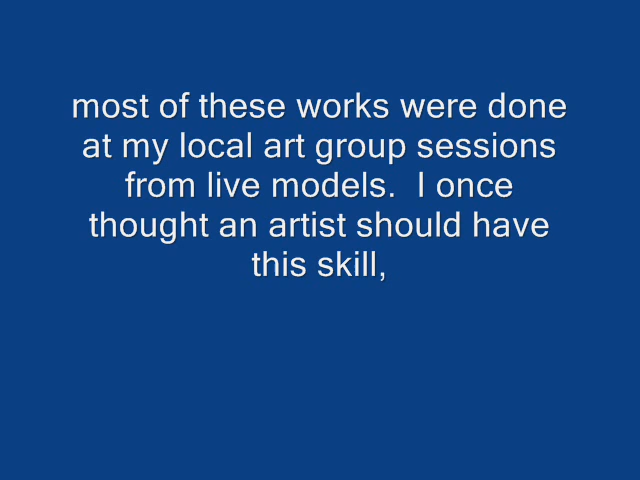 most of these works were done
at my local art group sessions
from live models.  I once
thought an artist should have
this skill,